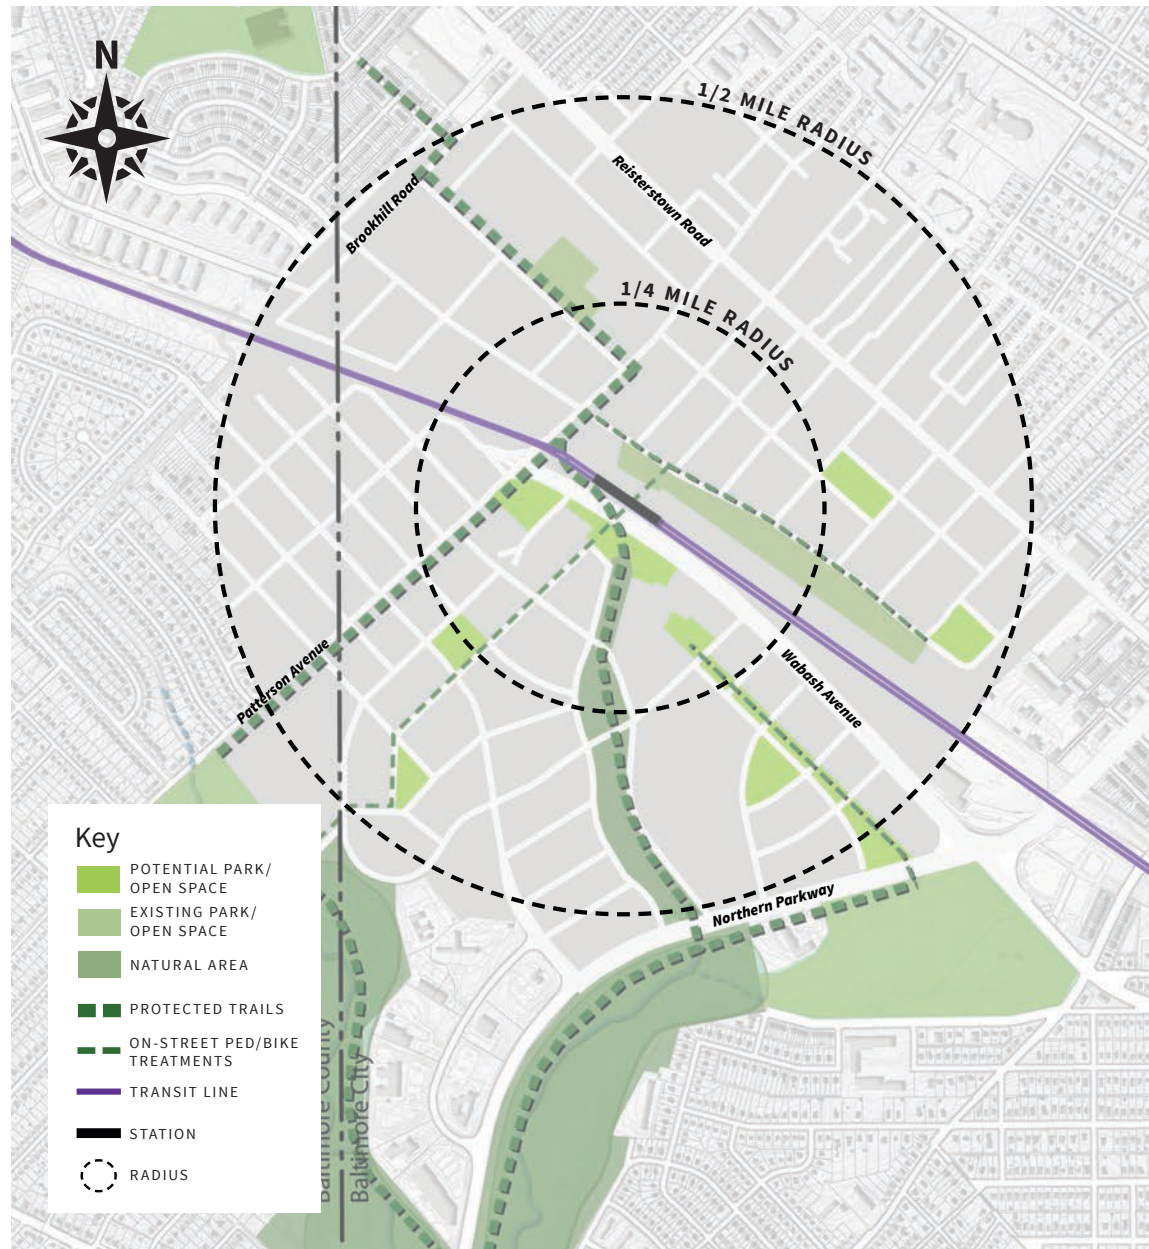 N
1/2 MILE RADIUS
Reisterstown Road
Brookhill Road
1/4 MILE RADIUS
Patterson Avenue
Wabash Avenue
Northern Parkway
Key
POTENTIAL PARK/
OPEN SPACE
EXISTING PARK/
OPEN SPACE
NATURAL AREA
PROTECTED TRAILS
ON-STREET PED/BIKE
TREATMENTS
TRANSIT LINE
STATION
RADIUS
Baltimore County
Baltimore City